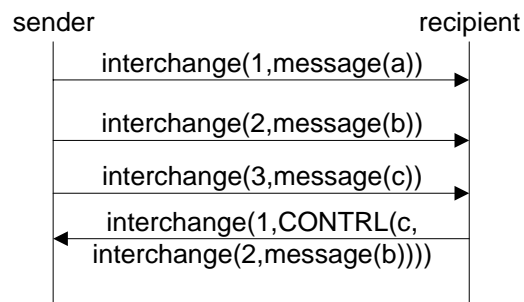 sender recipient
interchange(1,message(a))
interchange(2,message(b))
interchange(3,message(c))
interchange(1,CONTRL(c,
interchange(2,message(b))))